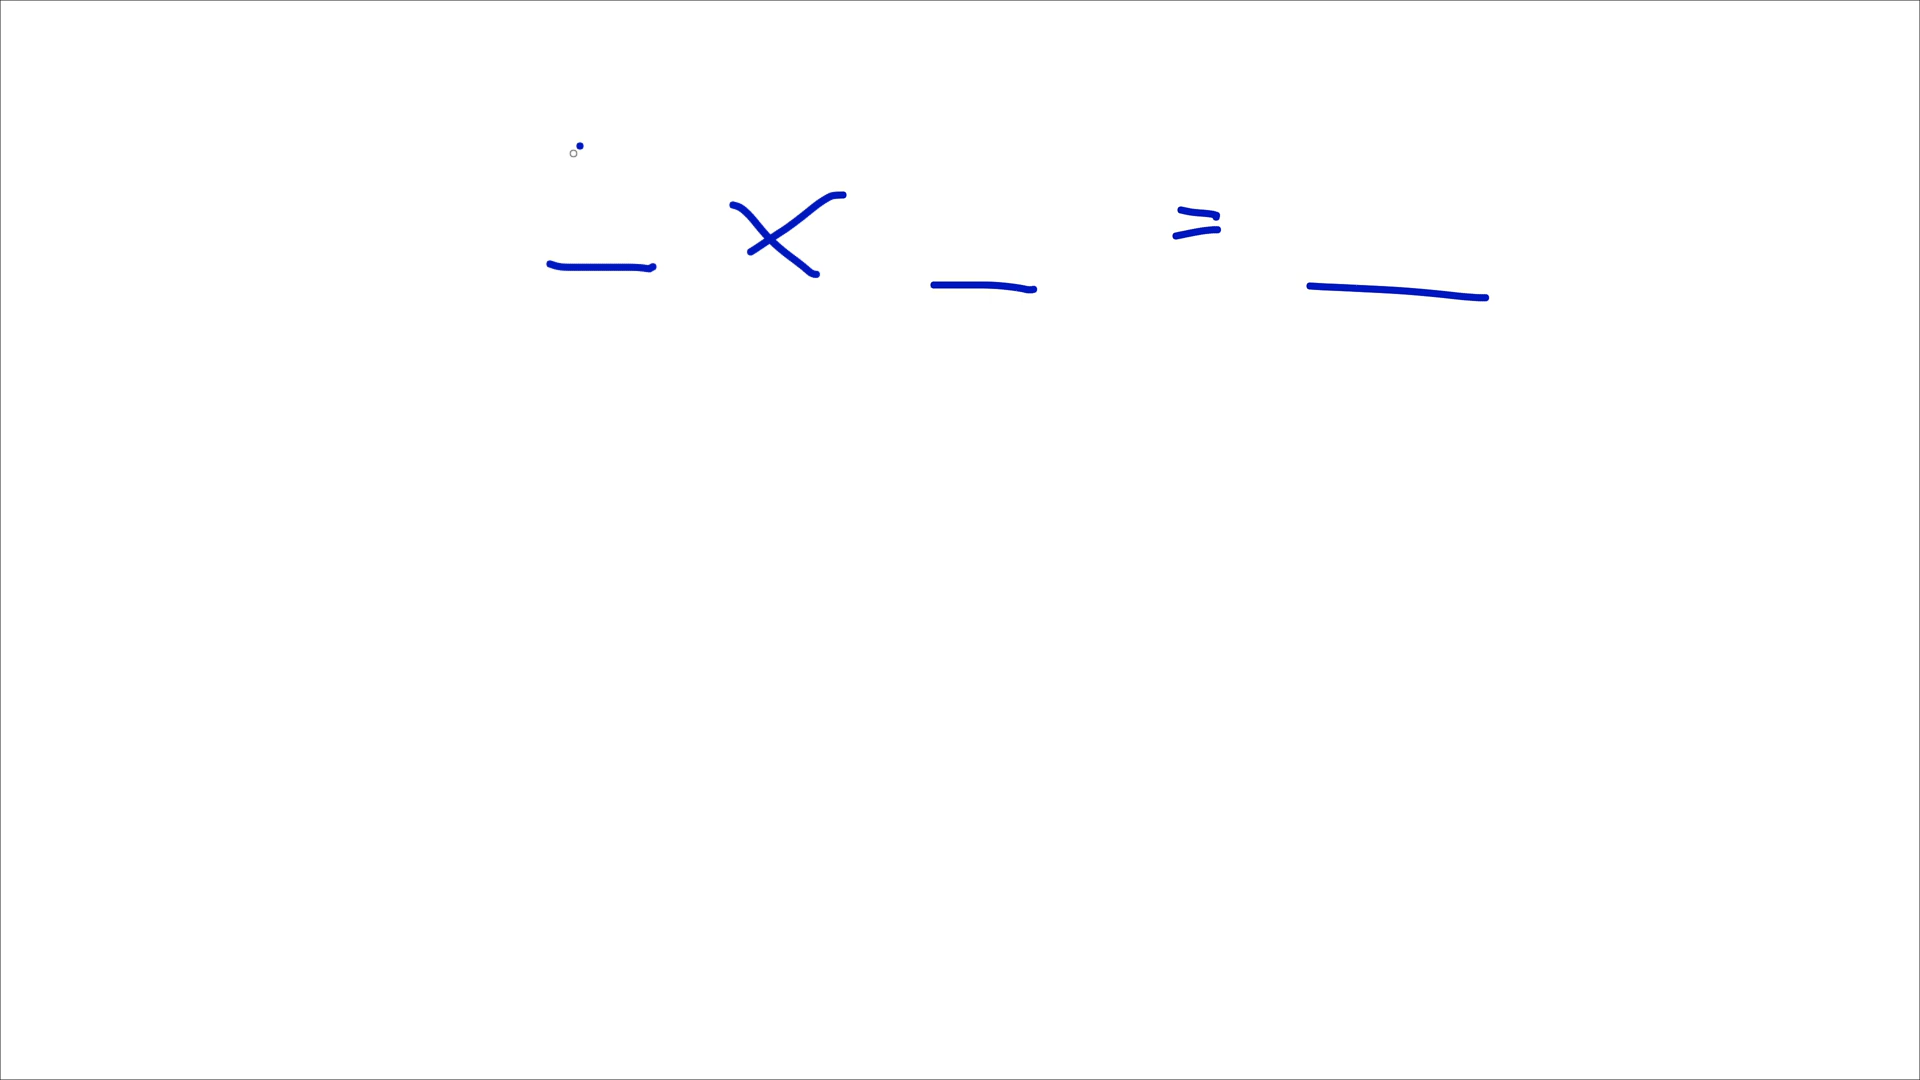 _ × _ = _